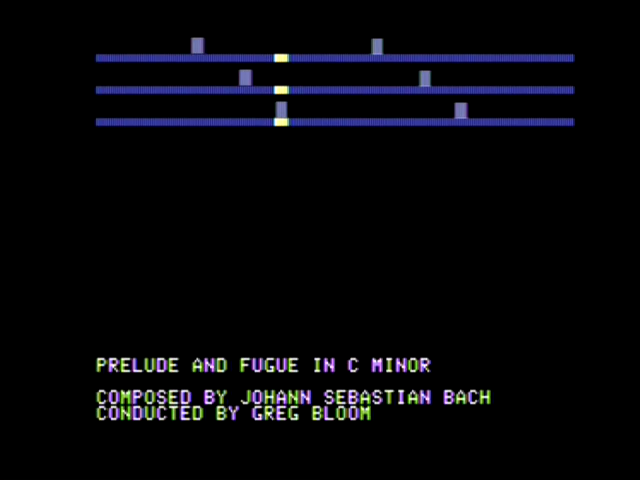 PRELUDE AND FUGUE IN C MINOR
COMPOSED BY JOHANN SEBASTIAN BACH
CONDUCTED BY GREG BLOOM